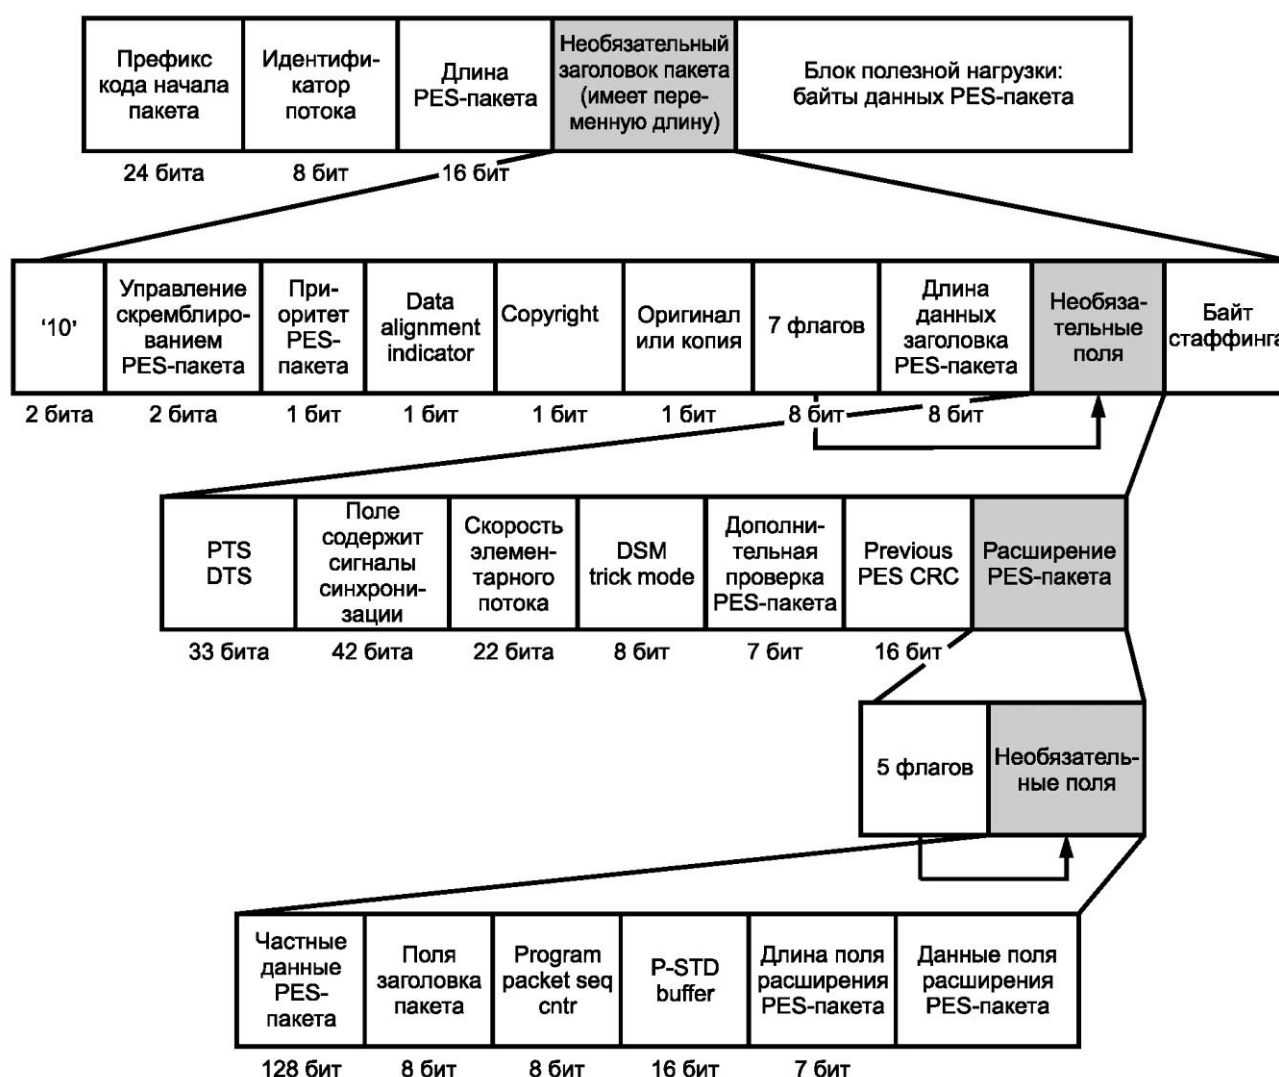 Префикс
кода начала
пакета
Идентифи-
катор
потока
Длина
PES-пакета
Необязательный
заголовок пакета
(имеет пере-
менную длину)
Блок полезной нагрузки:
байты данных PES-пакета
24 бита
8 бит
16 бит
‘10’
Управление
скремблиро-
ванием
PES-пакета
При-
оритет
PES-
пакета
Data
alignment
indicator
Copyright
Оригинал
или копия
7 флагов
Длина
данных
заголовка
PES-пакета
Необяза-
тельные
поля
Байт
стаффинга
2 бита
2 бита
1 бит
1 бит
1 бит
1 бит
8 бит
8 бит
PTS
DTS
Поле
содержит
сигналы
синхрони-
зации
Скорость
элемен-
тарного
потока
DSM
trick mode
Дополни-
тельная
проверка
PES-пакета
Previous
PES CRC
Расширение
PES-пакета
33 бита
42 бита
22 бита
8 бит
7 бит
16 бит
5 флагов
Необязатель-
ные поля
Частные
данные
PES-
пакета
Поля
заголовка
пакета
Program
packet seq
cntr
P-STD
buffer
Длина поля
расширения
PES-пакета
Данные поля
расширения
PES-пакета
128 бит
8 бит
8 бит
16 бит
7 бит